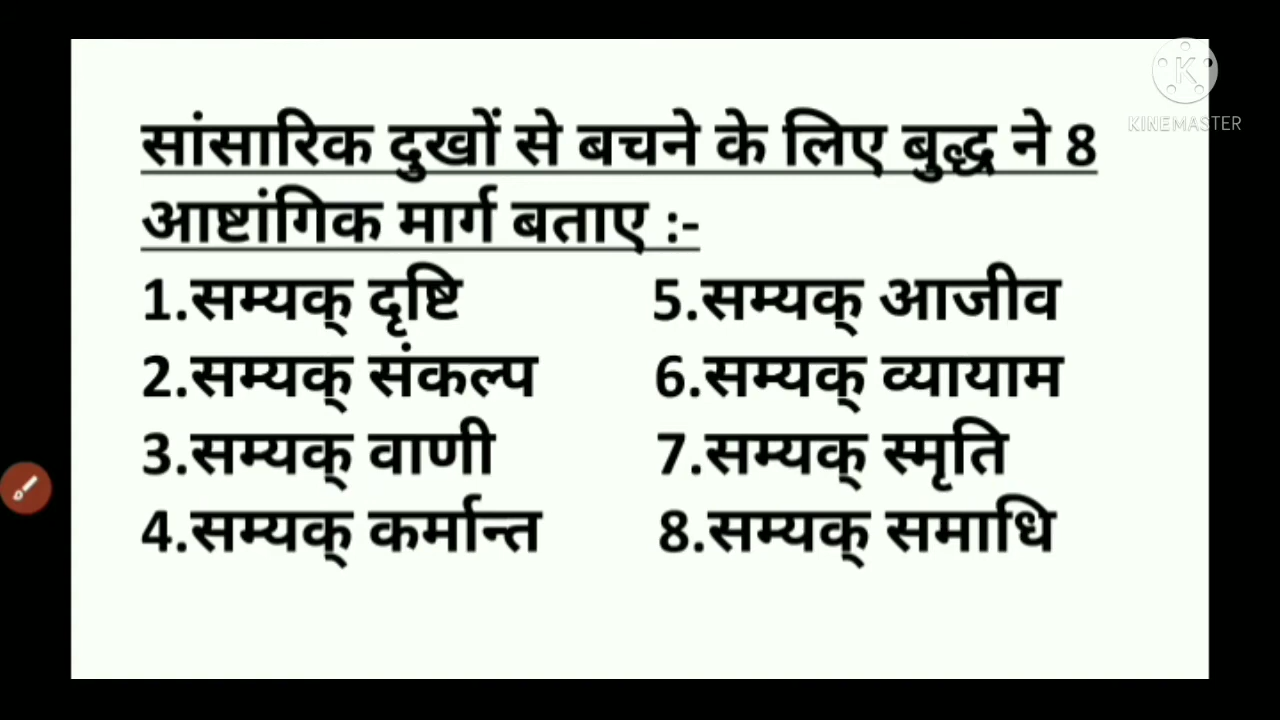 सांसारिक दुखों से बचने के लिए बुद्ध ने 8
आष्टांगिक मार्ग बताए :-
1.सम्यक् दृष्टि 5.सम्यक् आजीव
2.सम्यक् संकल्प 6.सम्यक् व्यायाम
3.सम्यक् वाणी 7.सम्यक् स्मृति
4.सम्यक् कर्मान्त 8.सम्यक् समाधि
K
KINEMASTER